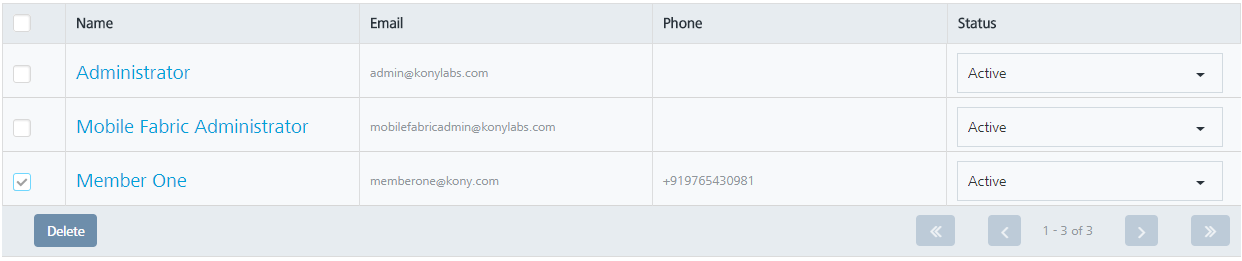 Name Email Phone Status
Administrator admin@konylabs.com Active
Mobile Fabric Administrator mobilefabricadmin@konylabs.com Active
Member One memberone@kony.com +919765430981 Active
Delete 1 - 3 of 3